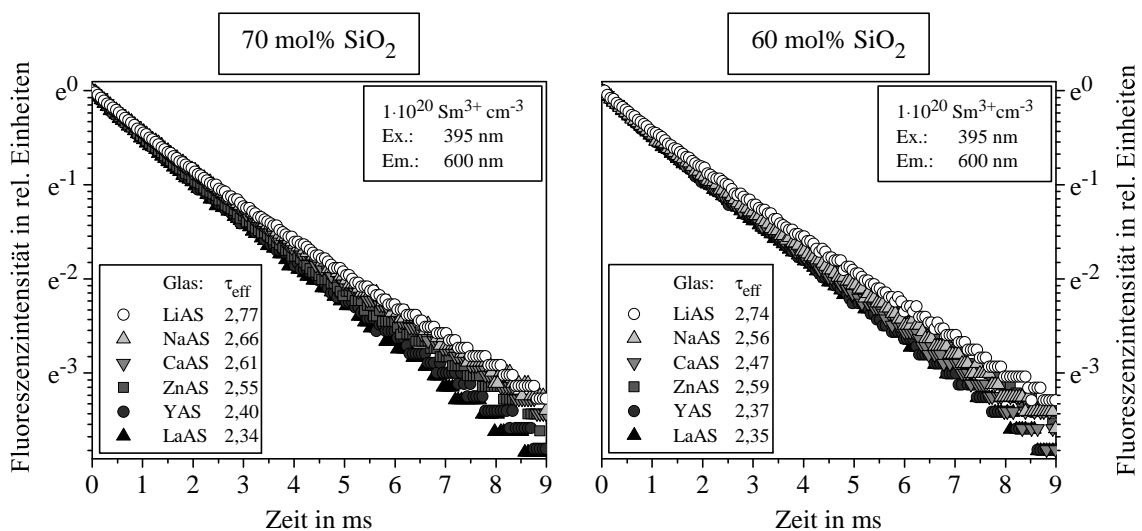 70 mol% SiO2
Fluoreszenzintensität in rel. Einheiten
e^0
e^-1
e^-2
e^-3
1·10^20 Sm^3+ cm^-3
Ex.: 395 nm
Em.: 600 nm
Glas: τeff
LiAS 2,77
NaAS 2,66
CaAS 2,61
ZnAS 2,55
YAS 2,40
LaAS 2,34
0 1 2 3 4 5 6 7 8 9
Zeit in ms
60 mol% SiO2
1·10^20 Sm^3+cm^-3
Ex.: 395 nm
Em.: 600 nm
Glas: τeff
LiAS 2,74
NaAS 2,56
CaAS 2,47
ZnAS 2,59
YAS 2,37
LaAS 2,35
e^0
e^-1
e^-2
e^-3
Fluoreszenzintensität in rel. Einheiten
0 1 2 3 4 5 6 7 8 9
Zeit in ms